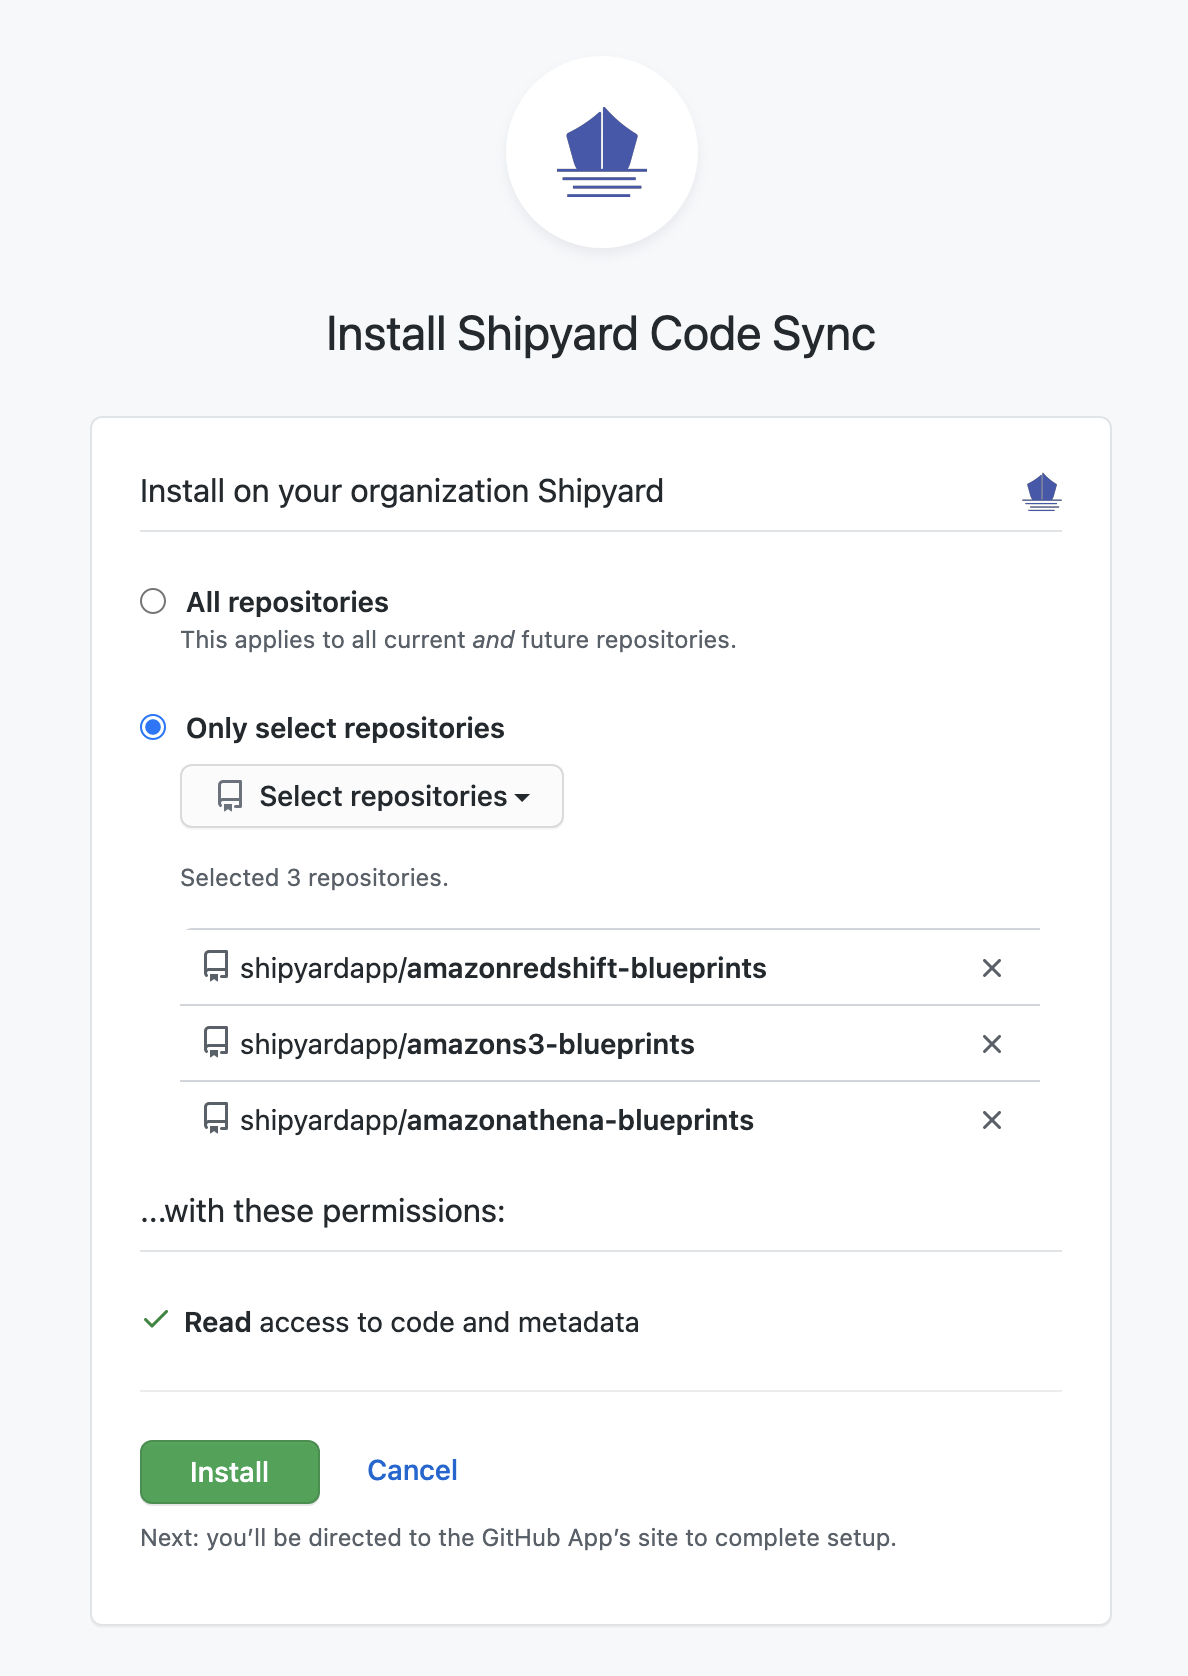 Install Shipyard Code Sync
Install on your organization Shipyard
All repositories
This applies to all current and future repositories.
Only select repositories
Select repositories
Selected 3 repositories.
shipyardapp/amazonredshift-blueprints
shipyardapp/amazons3-blueprints
shipyardapp/amazonathena-blueprints
...with these permissions:
Read access to code and metadata
Install Cancel
Next: you’ll be directed to the GitHub App’s site to complete setup.